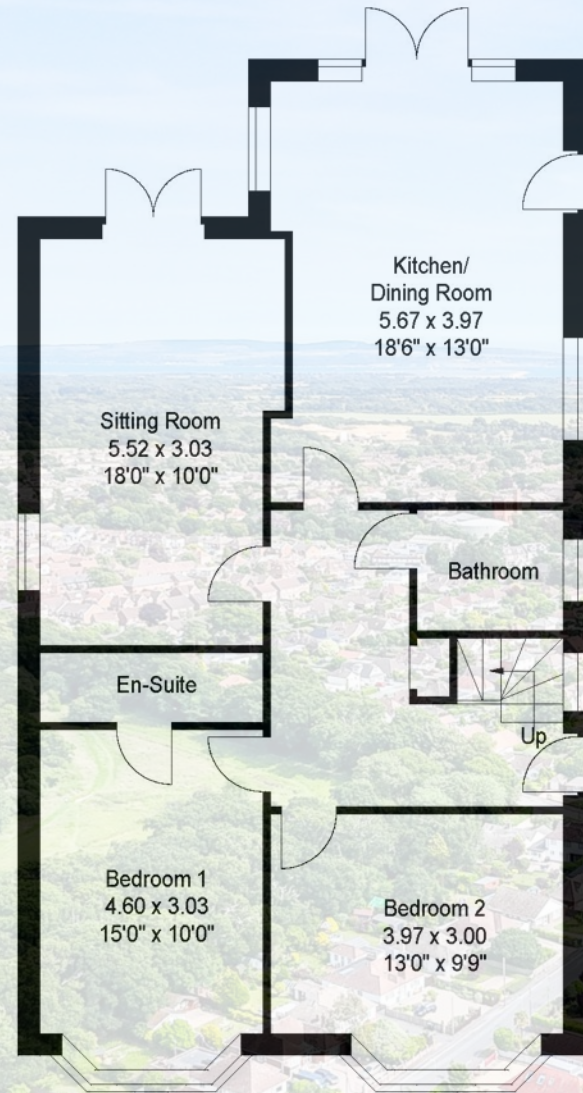 Kitchen/
Dining Room
5.67 x 3.97
18'6" x 13'0"
Sitting Room
5.52 x 3.03
18'0" x 10'0"
Bathroom
En-Suite
Up
Bedroom 1
4.60 x 3.03
15'0" x 10'0"
Bedroom 2
3.97 x 3.00
13'0" x 9'9"